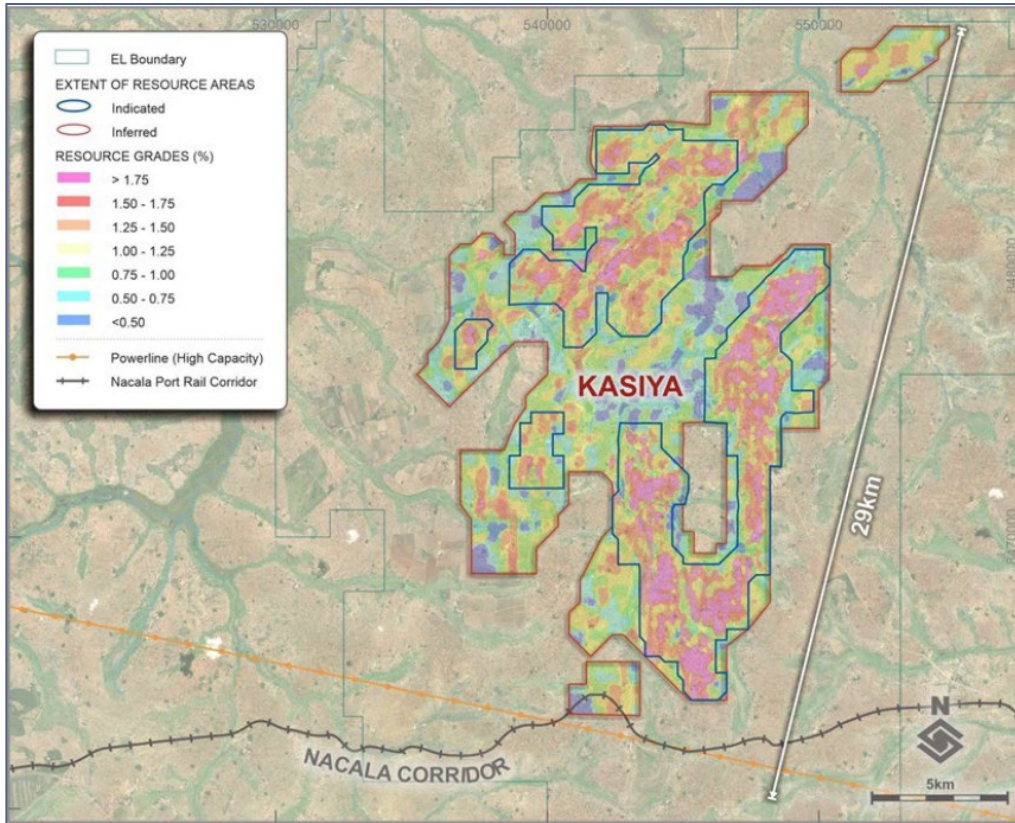 530000
540000
550000
EL Boundary
EXTENT OF RESOURCE AREAS
Indicated
Inferred
RESOURCE GRADES (%)
> 1.75
1.50 - 1.75
1.25 - 1.50
1.00 - 1.25
0.75 - 1.00
0.50 - 0.75
<0.50
Powerline (High Capacity)
Nacala Port Rail Corridor
8480000
KASIYA
29km
NACALA CORRIDOR
N
5km